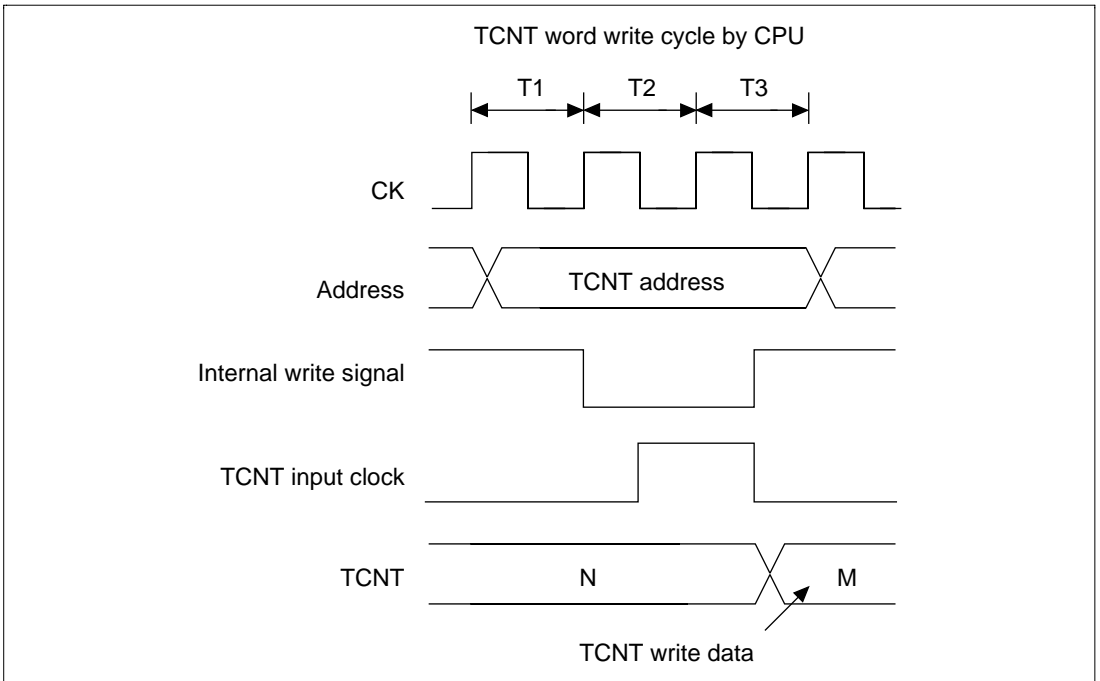 TCNT word write cycle by CPU
T1 T2 T3
CK
Address TCNT address
Internal write signal
TCNT input clock
TCNT N M
TCNT write data